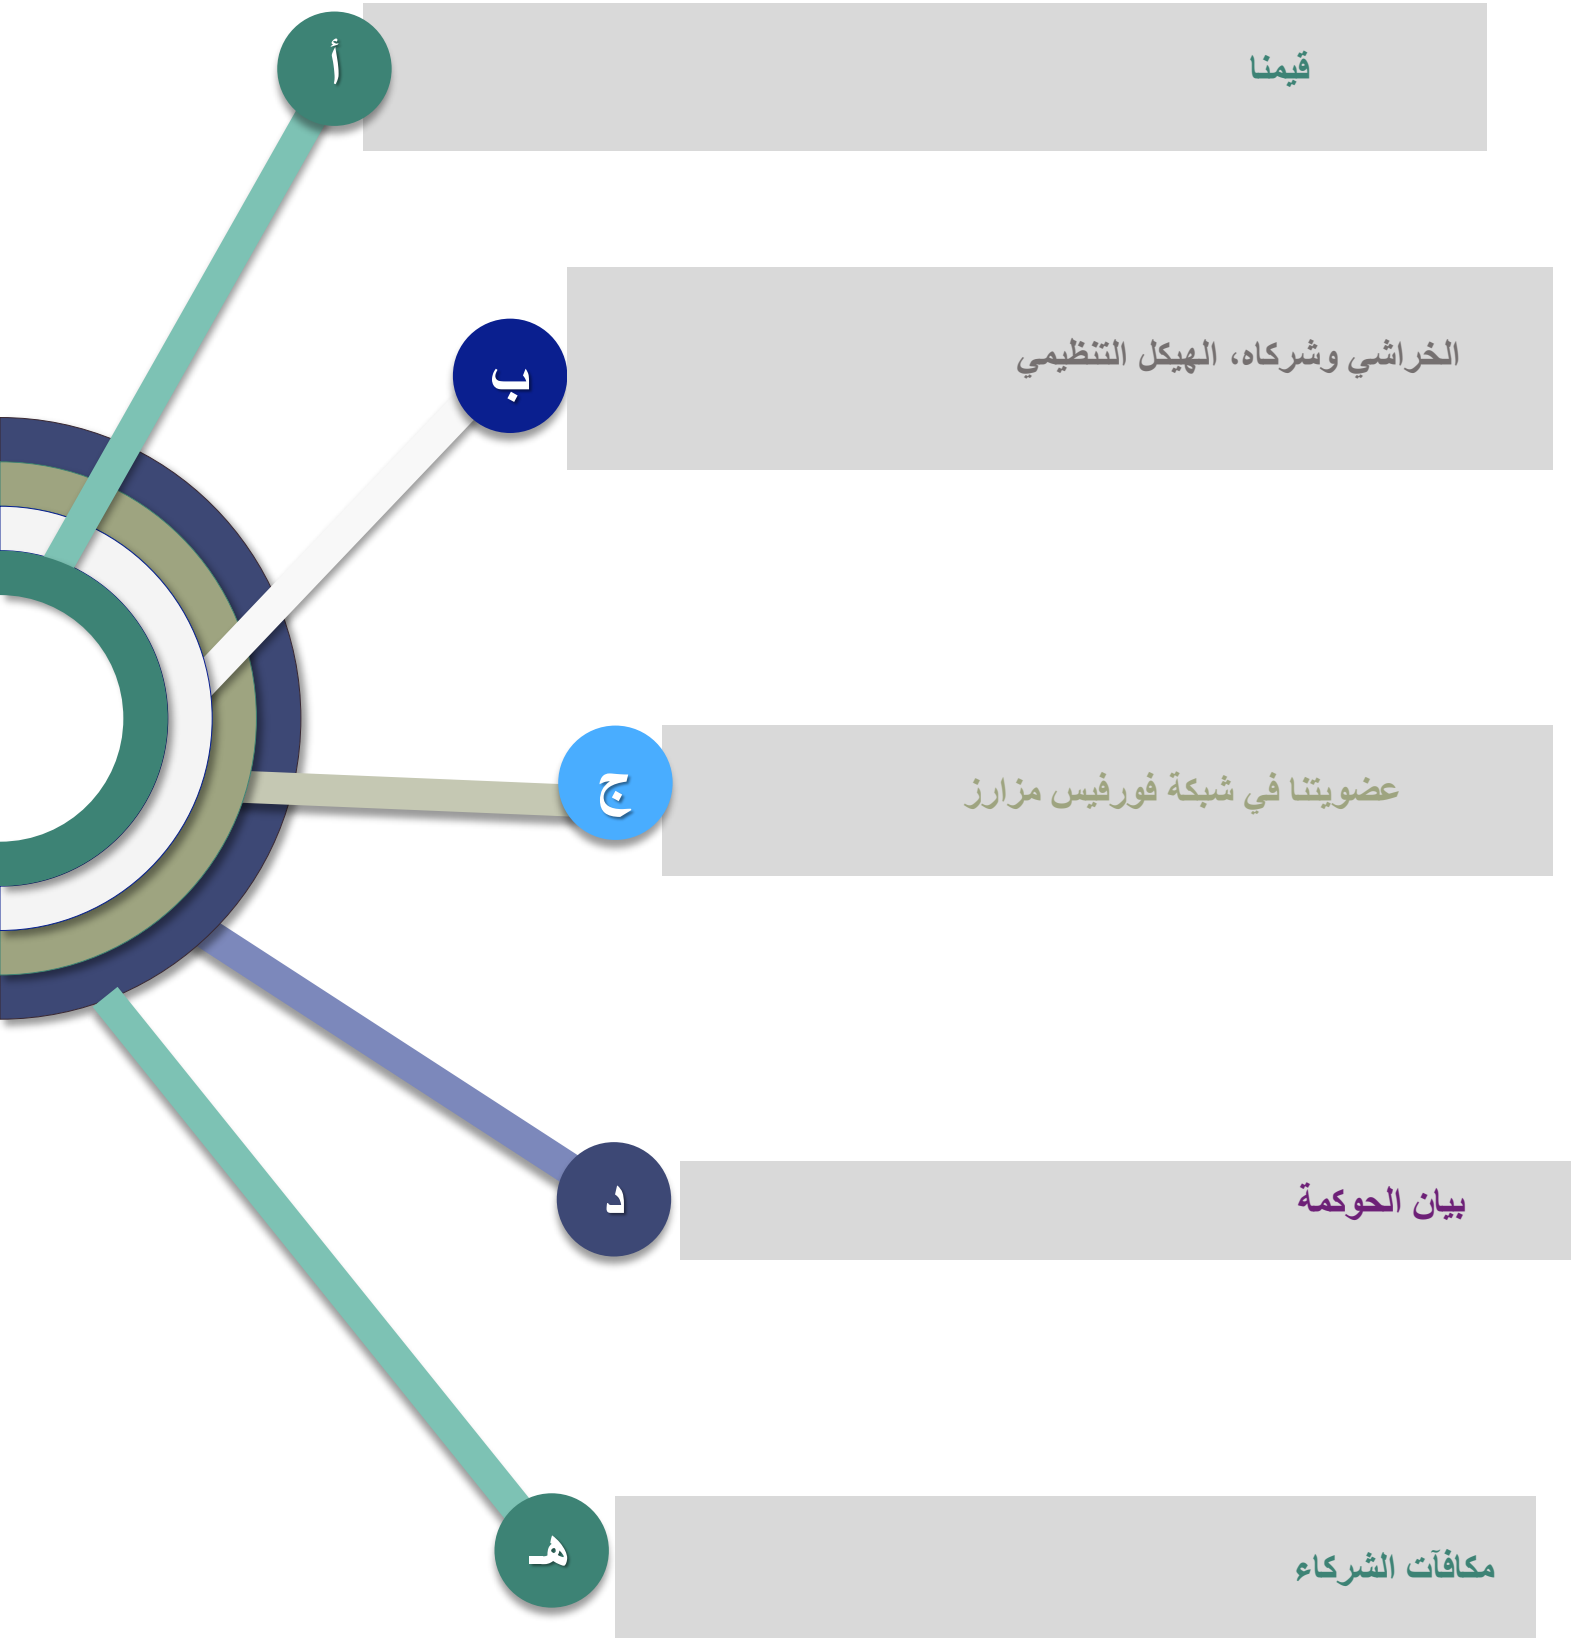 أ
قيمنا
ب
الخراشي وشركاه، الهيكل التنظيمي
ج
عضويتنا في شبكة فورفيس مزارز
د
بيان الحوكمة
هـ
مكافآت الشركاء